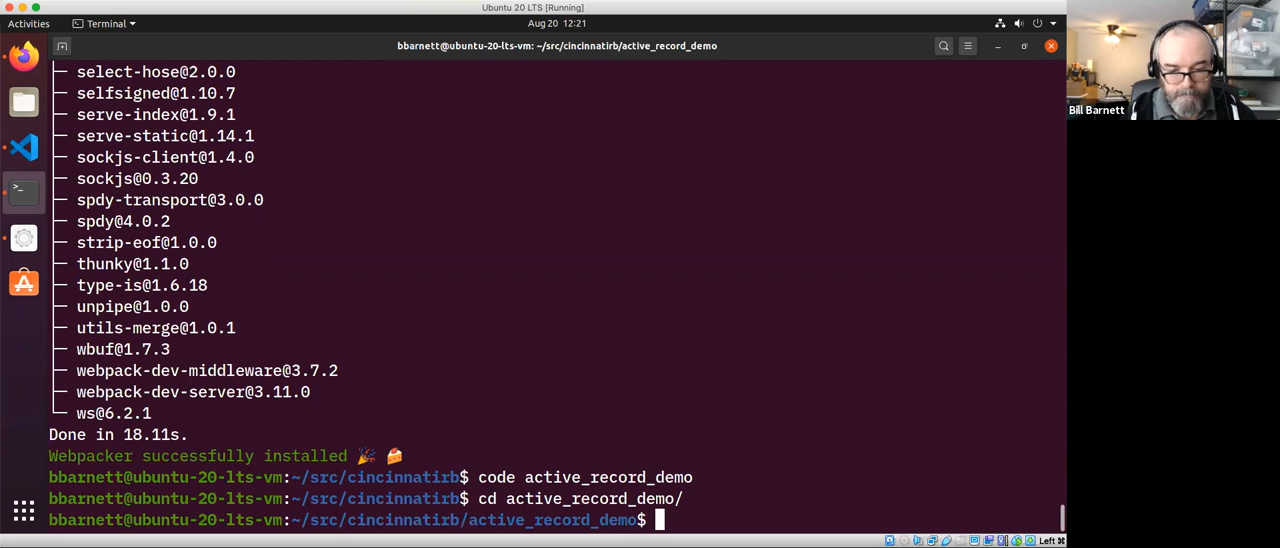 Ubuntu 20 LTS [Running]
Activities
Terminal
Aug 20 12:21
bbarnett@ubuntu-20-lts-vm: ~/src/cincinnatirb/active_record_demo
├─ select-hose@2.0.0
├─ selfsigned@1.10.7
├─ serve-index@1.9.1
├─ serve-static@1.14.1
├─ sockjs-client@1.4.0
├─ sockjs@0.3.20
├─ spdy-transport@3.0.0
├─ spdy@4.0.2
├─ strip-eof@1.0.0
├─ thunky@1.1.0
├─ type-is@1.6.18
├─ unpipe@1.0.0
├─ utils-merge@1.0.1
├─ wbuf@1.7.3
├─ webpack-dev-middleware@3.7.2
├─ webpack-dev-server@3.11.0
└─ ws@6.2.1
Done in 18.11s.
Webpacker successfully installed 🎉 🍰
bbarnett@ubuntu-20-lts-vm:~/src/cincinnatirb$ code active_record_demo
bbarnett@ubuntu-20-lts-vm:~/src/cincinnatirb$ cd active_record_demo/
bbarnett@ubuntu-20-lts-vm:~/src/cincinnatirb/active_record_demo$
Bill Barnett
Left ⌘